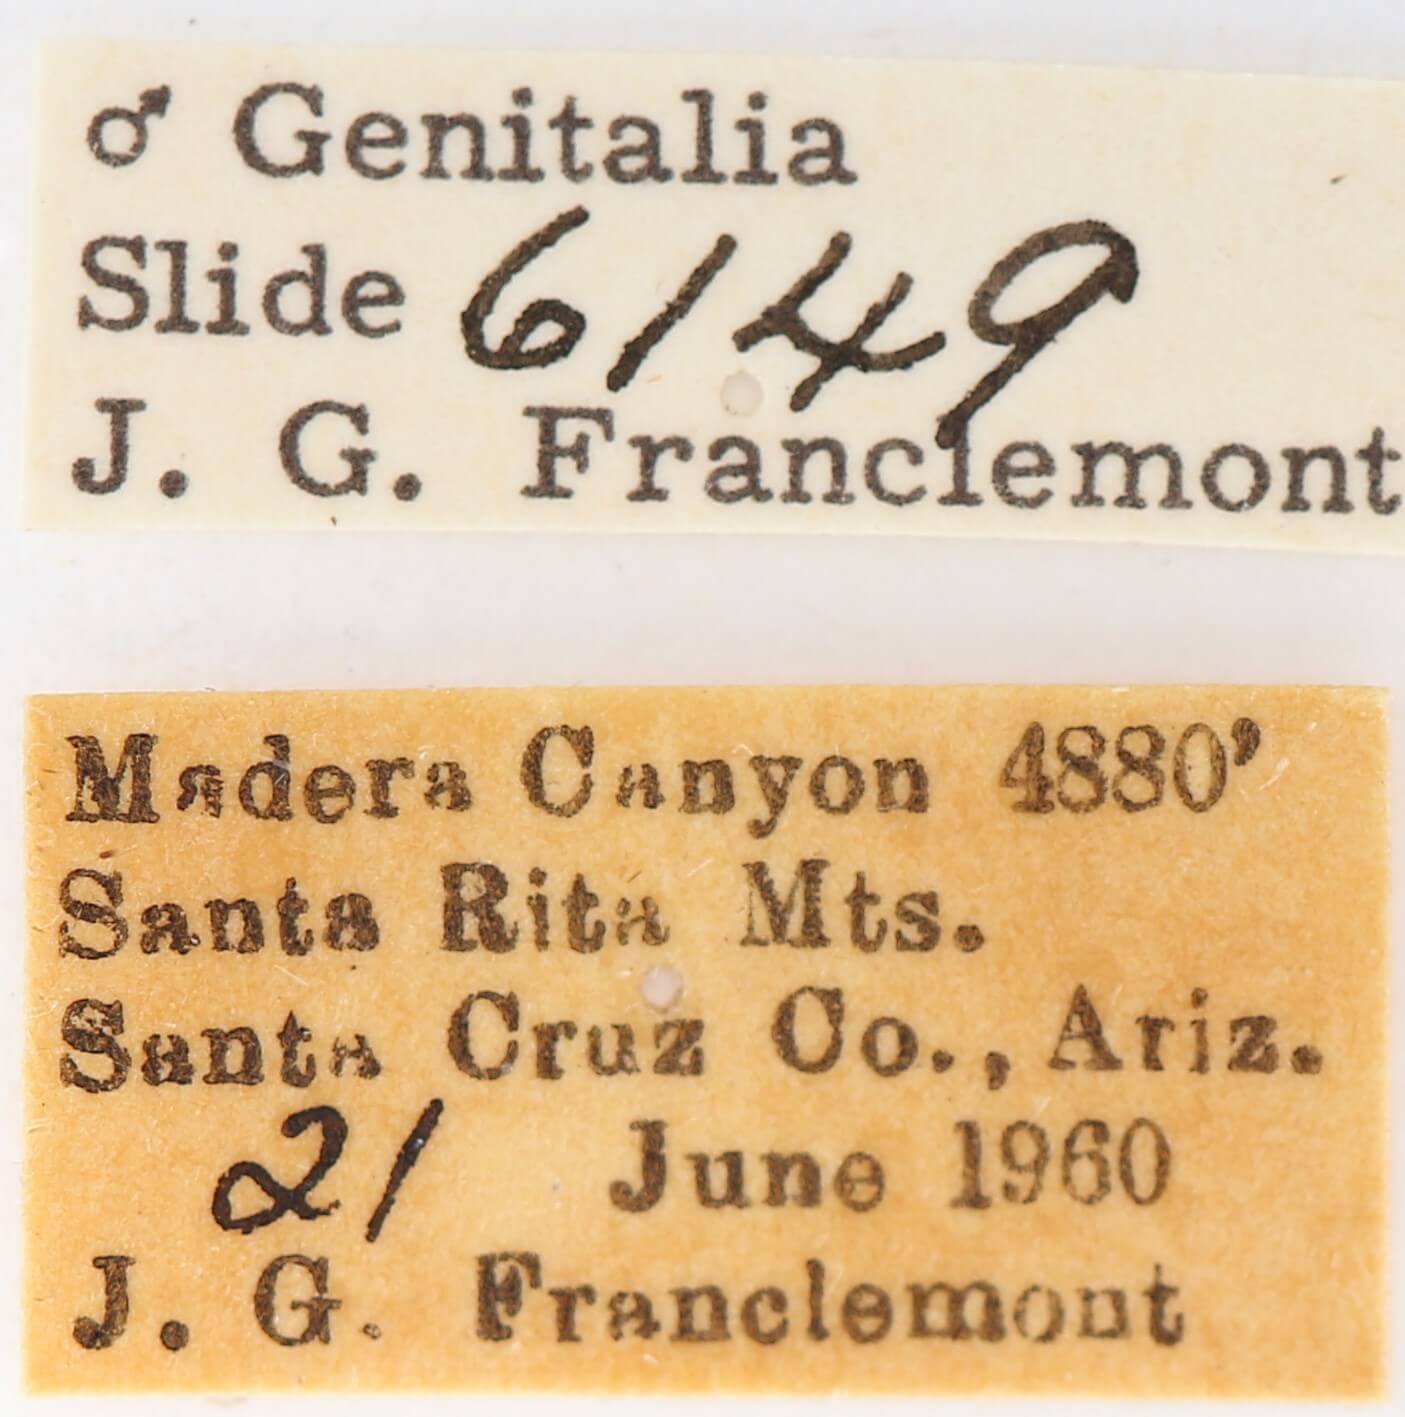 ♂ Genitalia
Slide 6149
J. G. Franclemont
Madera Canyon 4880'
Santa Rita Mts.
Santa Cruz Co., Ariz.
21 June 1960
J. G. Franclemont